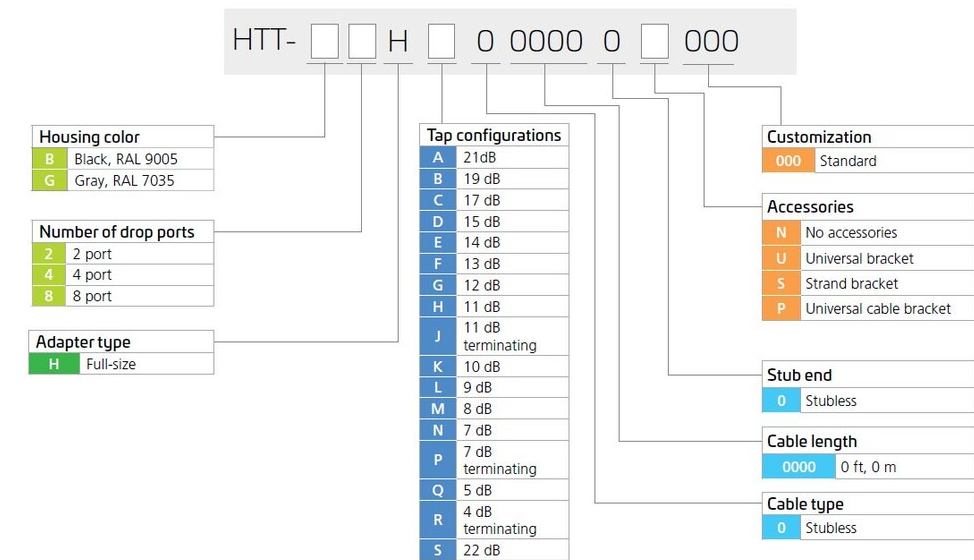 HTT- H 0 0000 0 000
Housing color
B Black, RAL 9005
G Gray, RAL 7035
Number of drop ports
2 2 port
4 4 port
8 8 port
Adapter type
H Full-size
Tap configurations
A 21dB
B 19 dB
C 17 dB
D 15 dB
E 14 dB
F 13 dB
G 12 dB
H 11 dB
J 11 dB
terminating
K 10 dB
L 9 dB
M 8 dB
N 7 dB
P 7 dB
terminating
Q 5 dB
R 4 dB
terminating
S 22 dB
Customization
000 Standard
Accessories
N No accessories
U Universal bracket
S Strand bracket
P Universal cable bracket
Stub end
0 Stubless
Cable length
0000 0 ft, 0 m
Cable type
0 Stubless